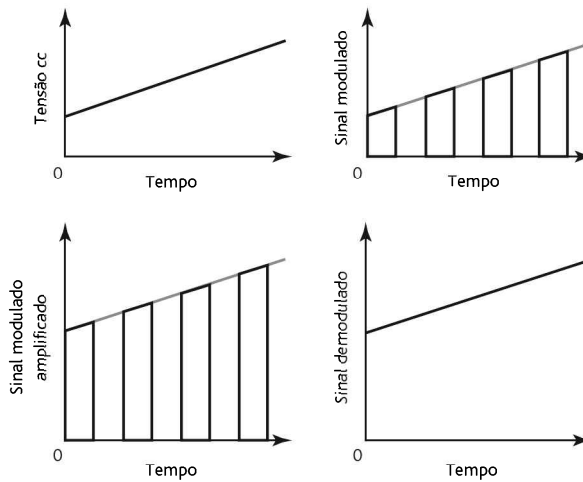 Tensão cc
0
Tempo
Sinal modulado
0
Tempo
Sinal modulado
amplificado
0
Tempo
Sinal demodulado
0
Tempo